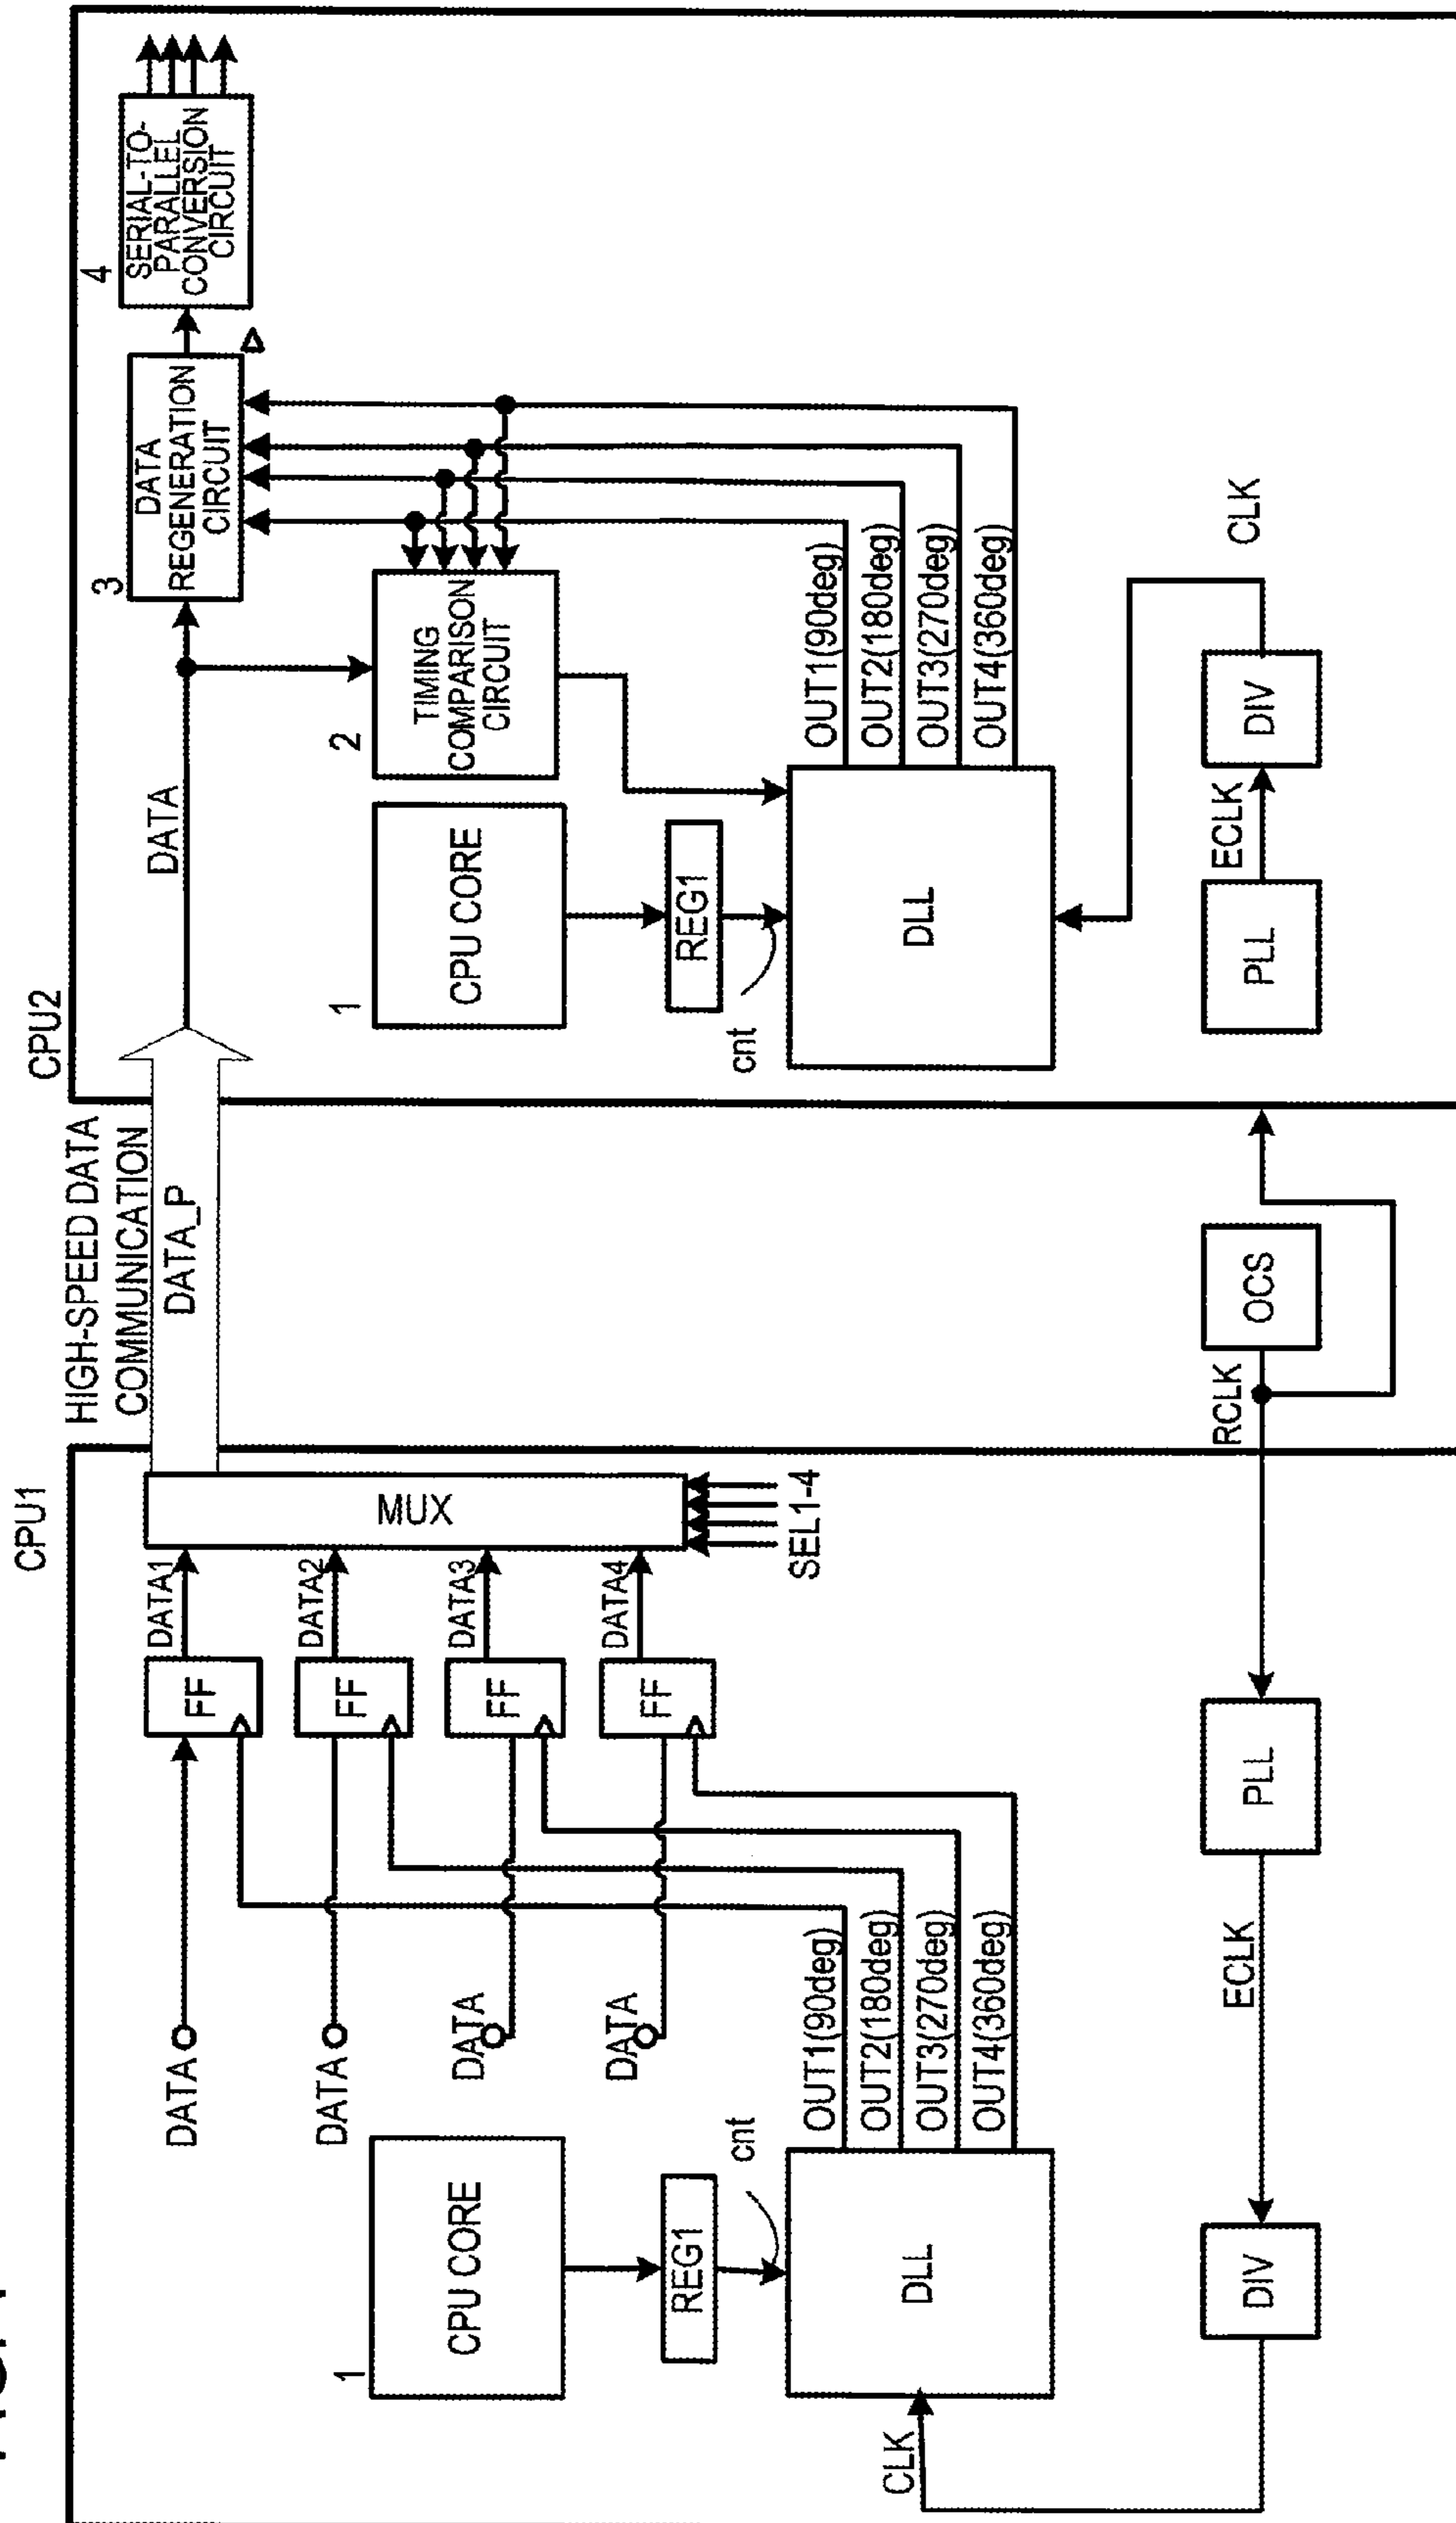 CPU1
HIGH-SPEED DATA
COMMUNICATION
CPU2
DATA
DATA
DATA
DATA
FF
FF
FF
FF
DATA1
DATA2
DATA3
DATA4
MUX
SEL1-4
DATA_P
1
CPU CORE
REG1
cnt
DLL
OUT1(90deg)
OUT2(180deg)
OUT3(270deg)
OUT4(360deg)
CLK
DIV
ECLK
PLL
RCLK
OCS
DATA
3
DATA
REGENERATION
CIRCUIT
4
SERIAL-TO-
PARALLEL
CONVERSION
CIRCUIT
2
TIMING
COMPARISON
CIRCUIT
1
CPU CORE
REG1
cnt
DLL
OUT1(90deg)
OUT2(180deg)
OUT3(270deg)
OUT4(360deg)
PLL
ECLK
DIV
CLK